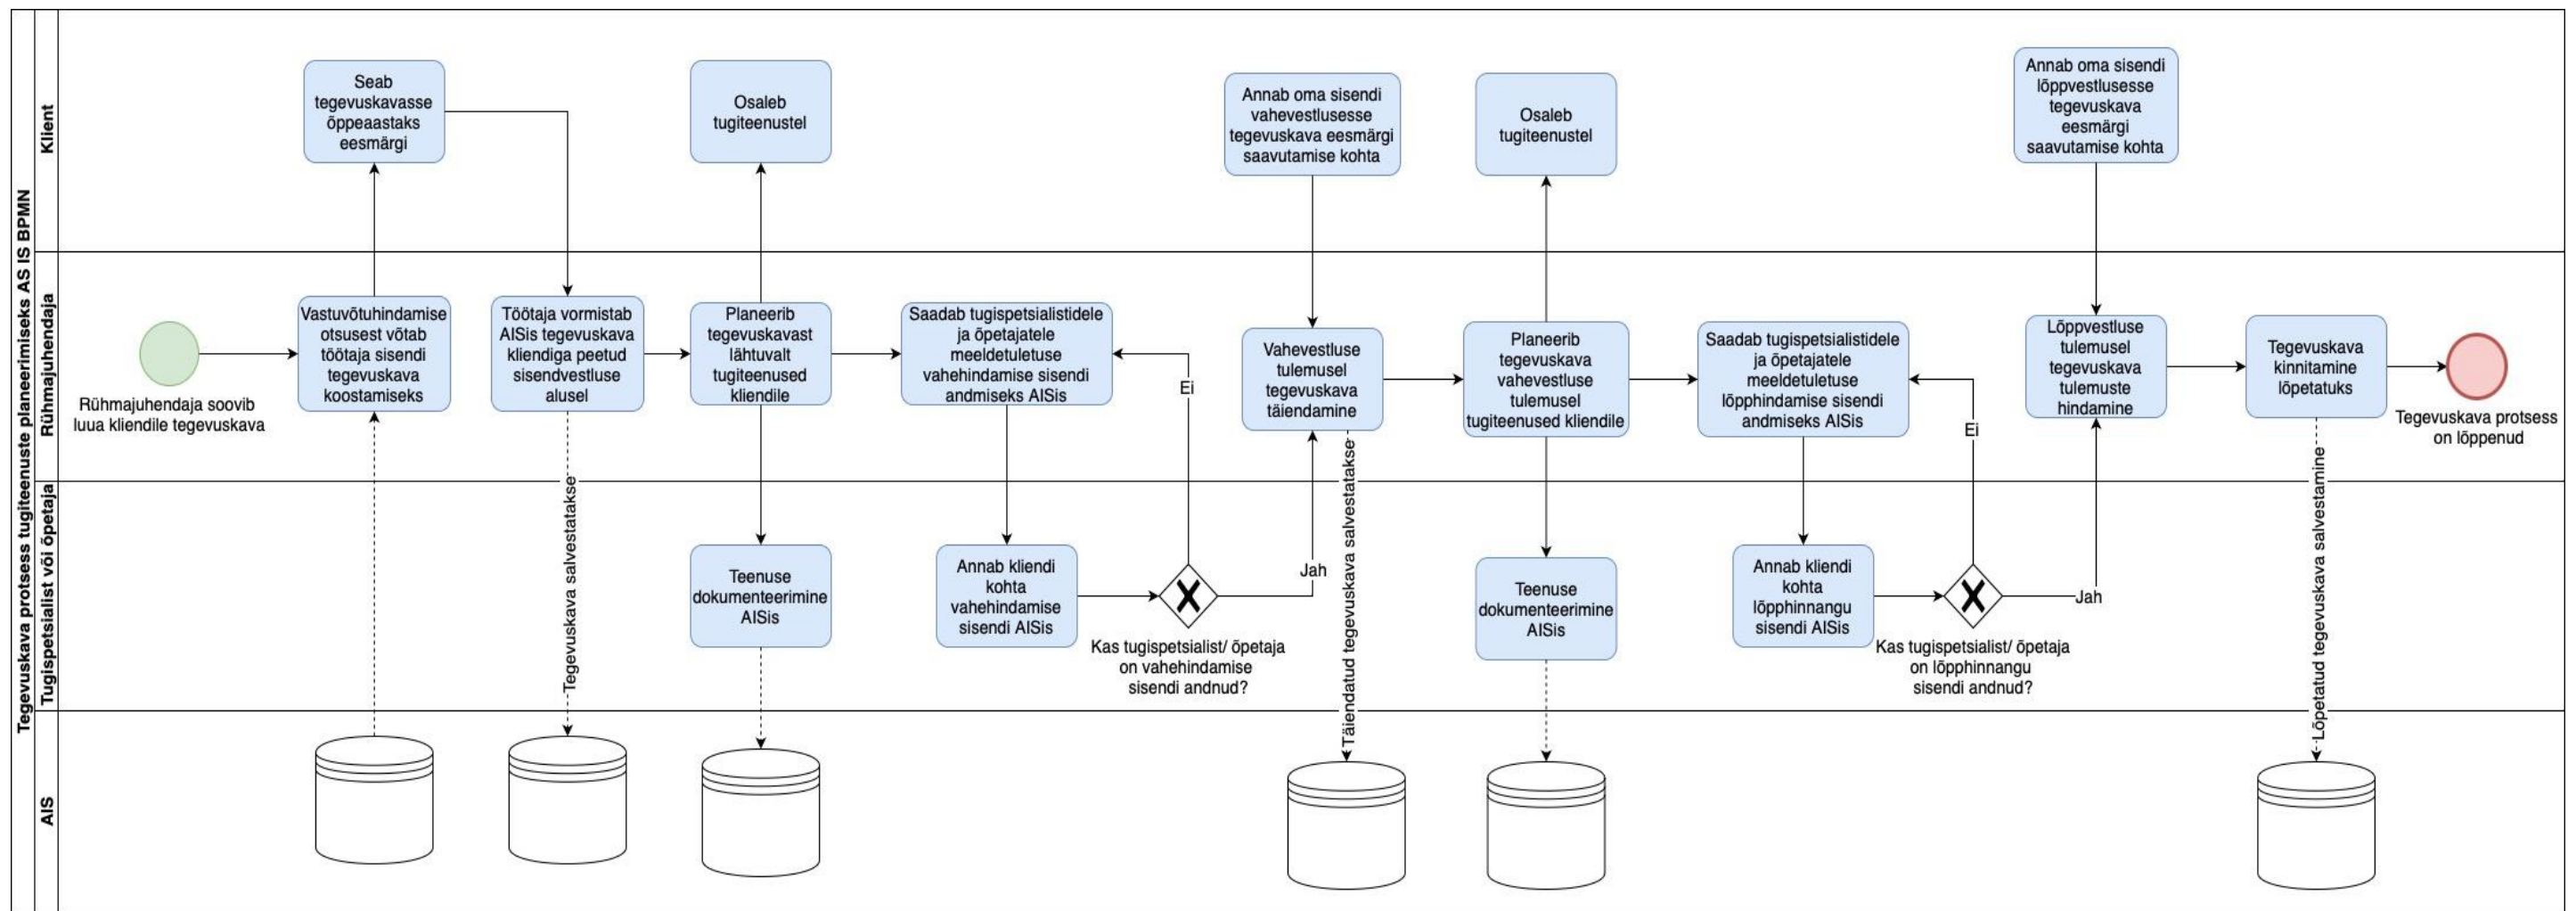 Tegevuskava protsess tugiteenuste planeerimiseks AS IS BPMN
Klient
Seab
tegevuskavasse
õppeaastaks
eesmärgi
Osaleb
tugiteenustel
Annab oma sisendi
vahevestlusesse
tegevuskava eesmärgi
saavutamise kohta
Osaleb
tugiteenustel
Annab oma sisendi
lõppvestlusesse
tegevuskava
eesmärgi
saavutamise kohta
Rühmajuhendaja
Rühmajuhendaja soovib
luua kliendile tegevuskava
Vastuvõtuhindamise
otsusest võtab
töötaja sisendi
tegevuskava
koostamiseks
Töötaja vormistab
AISis tegevuskava
kliendiga peetud
sisendvestluse
alusel
Planeerib
tegevuskavast
lähtuvalt
tugiteenused
kliendile
Saadab tugispetsialistidele
ja õpetajatele
meeldetuletuse
vahehindamise sisendi
andmiseks AISis
Ei
Vahevestluse
tulemusel
tegevuskava
täiendamine
Planeerib
tegevuskava
vahevestluse
tulemusel
tugiteenused kliendile
Saadab tugispetsialistidele
ja õpetajatele
meeldetuletuse
lõpphindamise sisendi
andmiseks AISis
Ei
Lõppvestluse
tulemusel
tegevuskava
tulemuste
hindamine
Tegevuskava
kinnitamine
lõpetatuks
Tegevuskava protsess
on lõppenud
Tugispetsialist või õpetaja
Tegevuskava salvestatakse
Teenuse
dokumenteerimine
AISis
Annab kliendi
kohta
vahehindamise
sisendi AISis
Jah
Kas tugispetsialist/ õpetaja
on vahehindamise
sisendi andnud?
Täiendatud tegevuskava salvestatakse
Teenuse
dokumenteerimine
AISis
Annab kliendi
kohta
lõpphinnangu
sisendi AISis
Jah
Kas tugispetsialist/ õpetaja
on lõpphinnangu
sisendi andnud?
Lõpetatud tegevuskava salvestamine
AIS